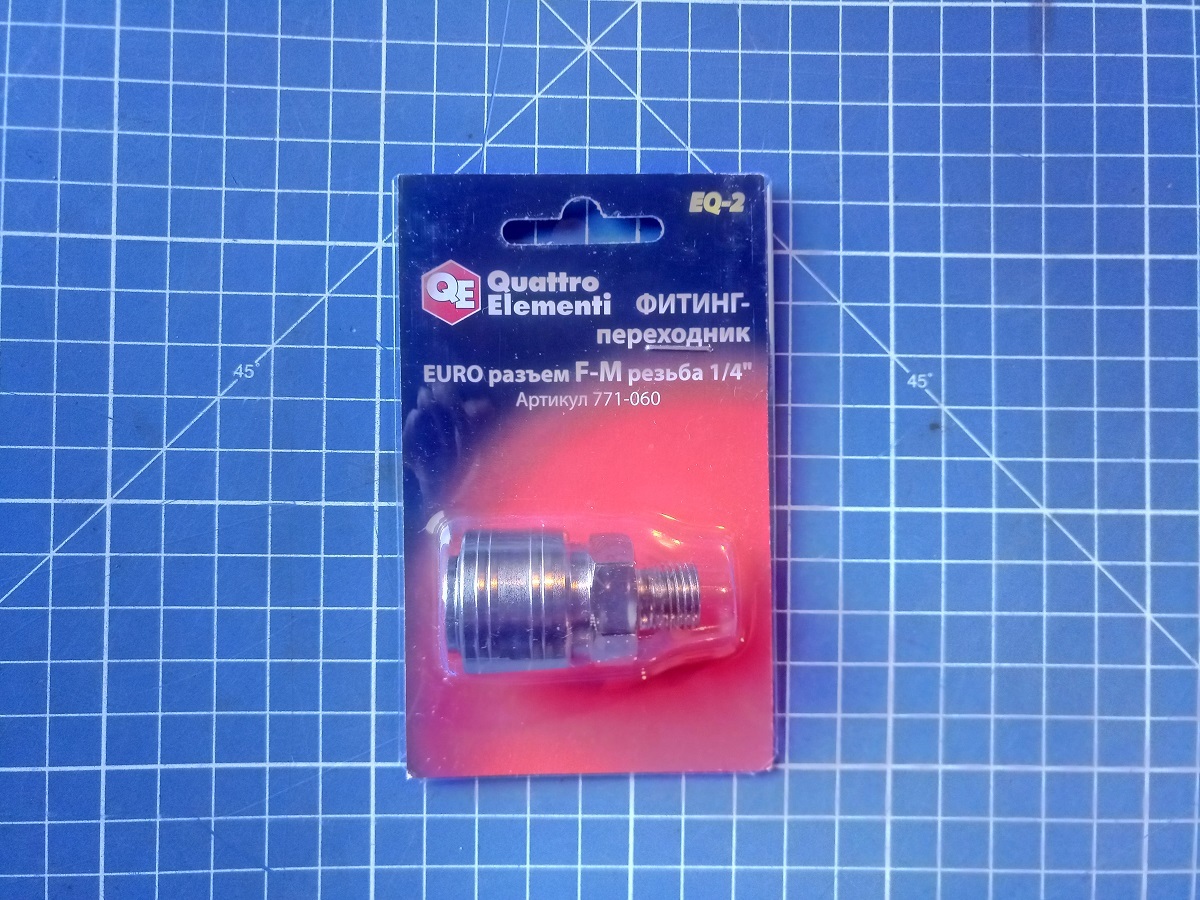 EQ-2
QE
Quattro
Elementi
ФИТИНГ-
переходник
EURO разъем F-M резьба 1/4"
Артикул 771-060
45°
45°